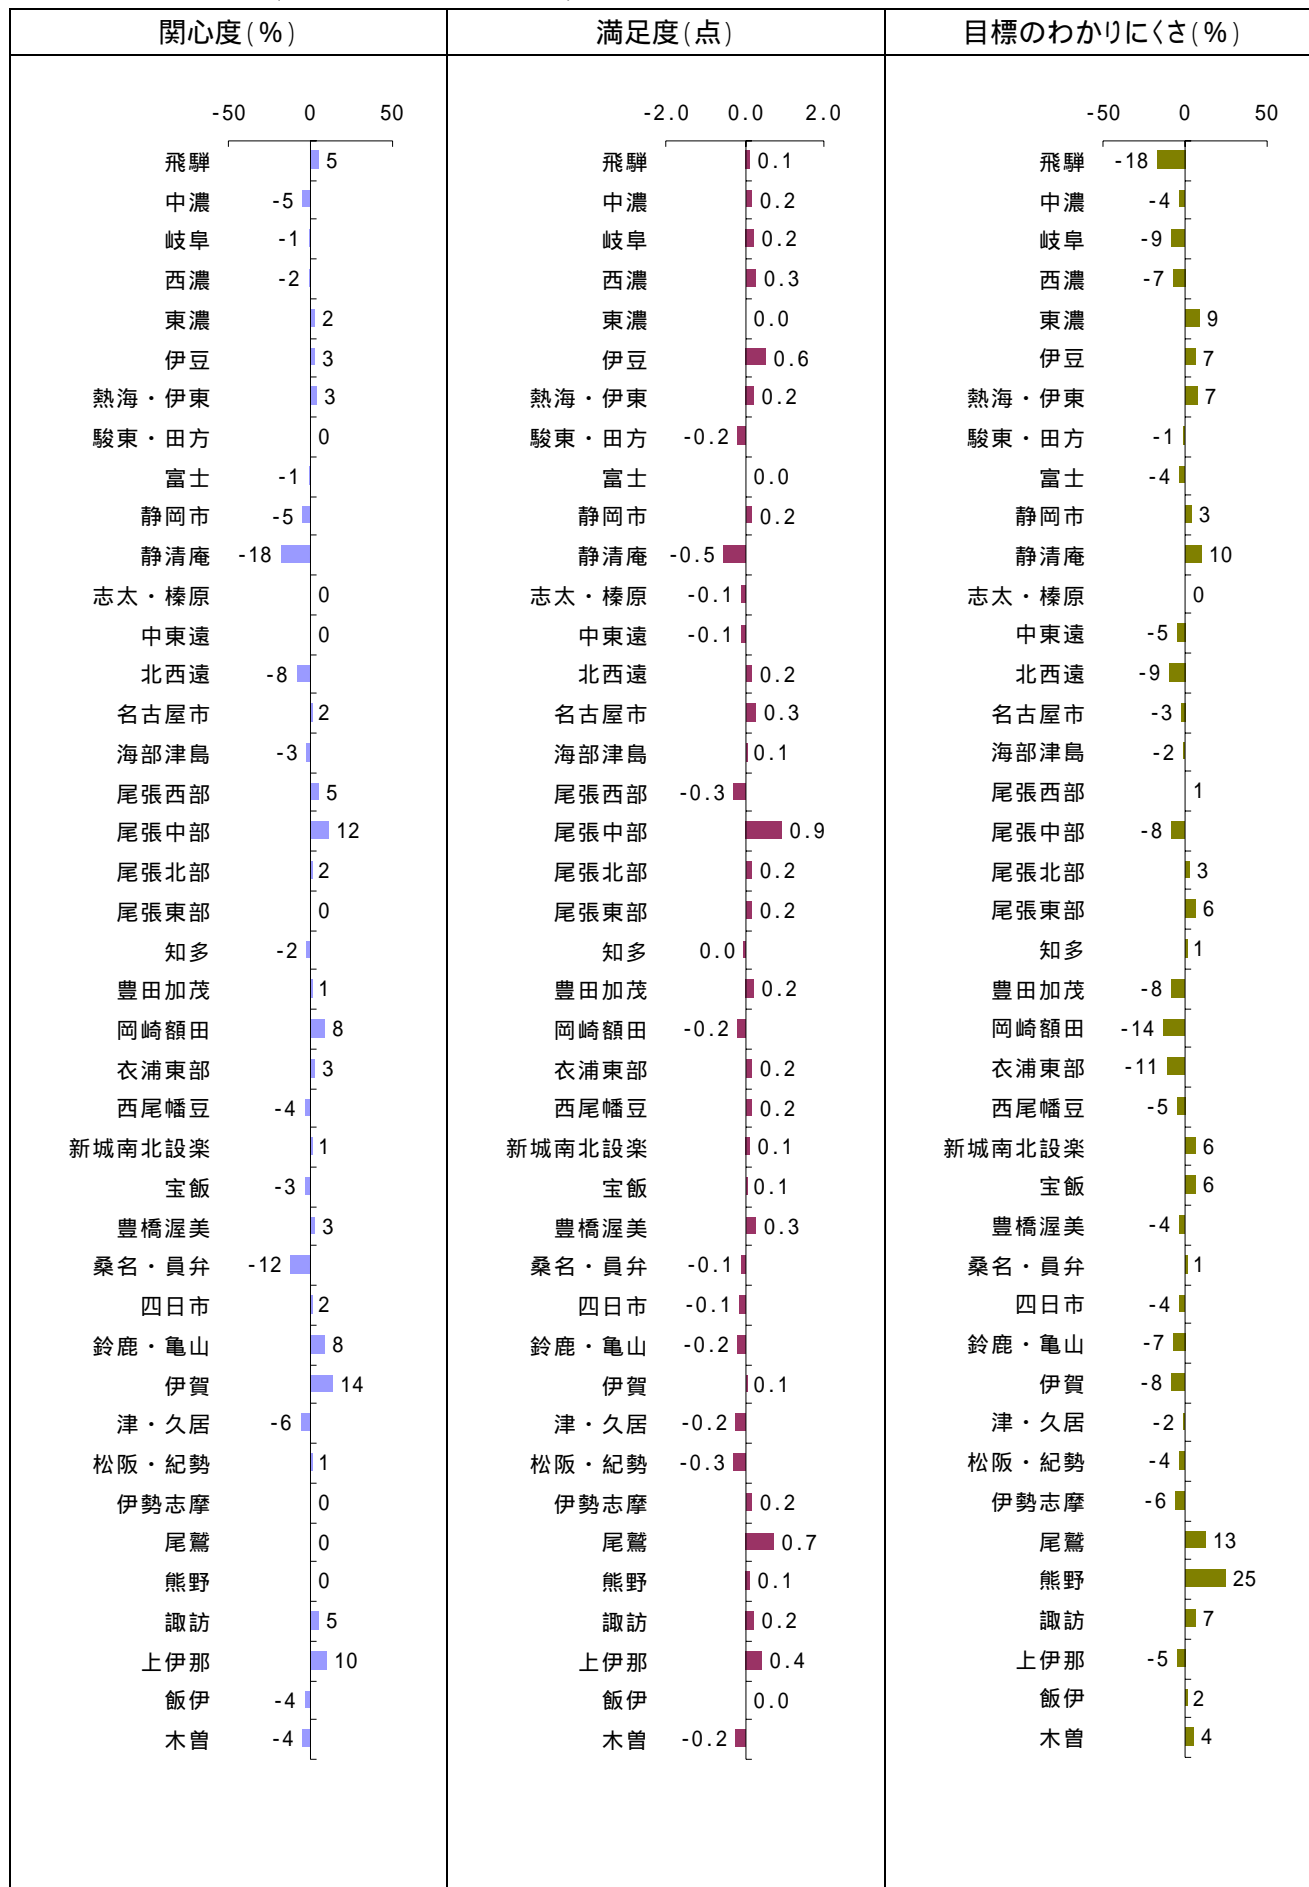 関心度(%) 満足度(点) 目標のわかりにくさ(%)
-50 0 50 -2.0 0.0 2.0 -50 0 50
飛騨 5 飛騨 0.1 飛騨 -18
中濃 -5 中濃 0.2 中濃 -4
岐阜 -1 岐阜 0.2 岐阜 -9
西濃 -2 西濃 0.3 西濃 -7
東濃 2 東濃 0.0 東濃 9
伊豆 3 伊豆 0.6 伊豆 7
熱海・伊東 3 熱海・伊東 0.2 熱海・伊東 7
駿東・田方 0 駿東・田方 -0.2 駿東・田方 -1
富士 -1 富士 0.0 富士 -4
静岡市 -5 静岡市 0.2 静岡市 3
静清庵 -18 静清庵 -0.5 静清庵 10
志太・榛原 0 志太・榛原 -0.1 志太・榛原 0
中東遠 0 中東遠 -0.1 中東遠 -5
北西遠 -8 北西遠 0.2 北西遠 -9
名古屋市 2 名古屋市 0.3 名古屋市 -3
海部津島 -3 海部津島 0.1 海部津島 -2
尾張西部 5 尾張西部 -0.3 尾張西部 1
尾張中部 12 尾張中部 0.9 尾張中部 -8
尾張北部 2 尾張北部 0.2 尾張北部 3
尾張東部 0 尾張東部 0.2 尾張東部 6
知多 -2 知多 0.0 知多 1
豊田加茂 1 豊田加茂 0.2 豊田加茂 -8
岡崎額田 8 岡崎額田 -0.2 岡崎額田 -14
衣浦東部 3 衣浦東部 0.2 衣浦東部 -11
西尾幡豆 -4 西尾幡豆 0.2 西尾幡豆 -5
新城南北設楽 1 新城南北設楽 0.1 新城南北設楽 6
宝飯 -3 宝飯 0.1 宝飯 6
豊橋渥美 3 豊橋渥美 0.3 豊橋渥美 -4
桑名・員弁 -12 桑名・員弁 -0.1 桑名・員弁 1
四日市 2 四日市 -0.1 四日市 -4
鈴鹿・亀山 8 鈴鹿・亀山 -0.2 鈴鹿・亀山 -7
伊賀 14 伊賀 0.1 伊賀 -8
津・久居 -6 津・久居 -0.2 津・久居 -2
松阪・紀勢 1 松阪・紀勢 -0.3 松阪・紀勢 -4
伊勢志摩 0 伊勢志摩 0.2 伊勢志摩 -6
尾鷲 0 尾鷲 0.7 尾鷲 13
熊野 0 熊野 0.1 熊野 25
諏訪 5 諏訪 0.2 諏訪 7
上伊那 10 上伊那 0.4 上伊那 -5
飯伊 -4 飯伊 0.0 飯伊 2
木曽 -4 木曽 -0.2 木曽 4